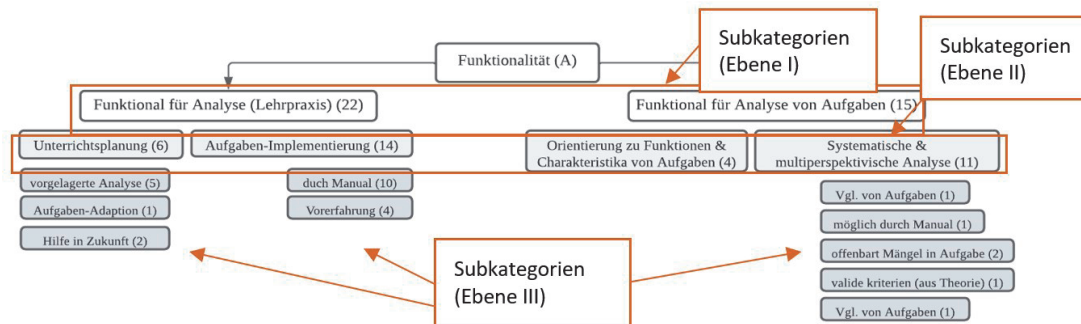 Subkategorien
(Ebene I)
Subkategorien
(Ebene II)
Funktionalität (A)
Funktional für Analyse (Lehrpraxis) (22)
Funktional für Analyse von Aufgaben (15)
Unterrichtsplanung (6)
Aufgaben-Implementierung (14)
Orientierung zu Funktionen &
Charakteristika von Aufgaben (4)
Systematische &
multiperspektivische Analyse (11)
vorgelagerte Analyse (5)
duch Manual (10)
Vgl. von Aufgaben (1)
Aufgaben-Adaption (1)
Vorerfahrung (4)
möglich durch Manual (1)
Hilfe in Zukunft (2)
offenbart Mängel in Aufgabe (2)
Subkategorien
(Ebene III)
valide kriterien (aus Theorie) (1)
Vgl. von Aufgaben (1)